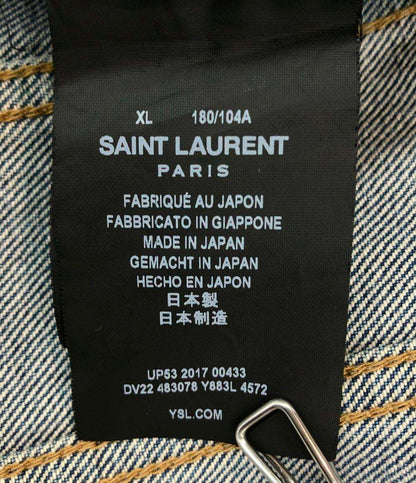 XL 180/104A
SAINT LAURENT
PARIS
FABRIQUÉ AU JAPON
FABBRICATO IN GIAPPONE
MADE IN JAPAN
GEMACHT IN JAPAN
HECHO EN JAPON
日本製
日本制造
UP53 2017 00433
DV22 483078 Y883L 4572
YSL.COM